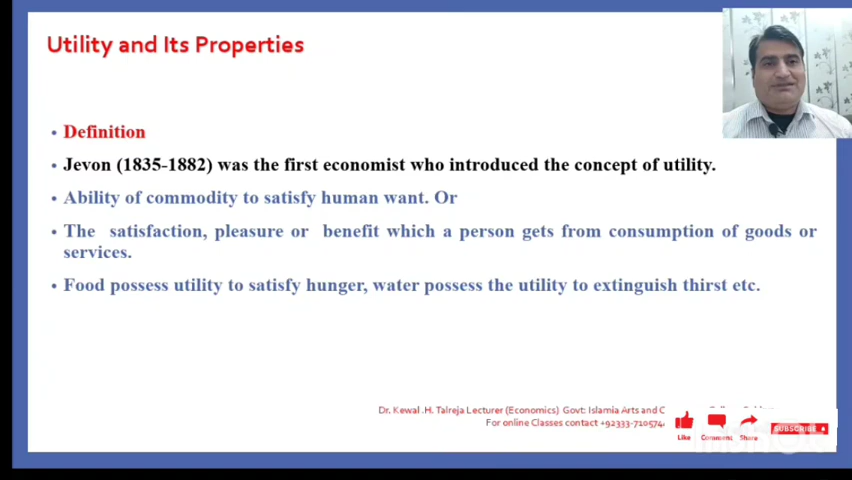 Utility and Its Properties
• Definition
• Jevon (1835-1882) was the first economist who introduced the concept of utility.
• Ability of commodity to satisfy human want. Or
• The satisfaction, pleasure or benefit which a person gets from consumption of goods or
services.
• Food possess utility to satisfy hunger, water possess the utility to extinguish thirst etc.
Dr. Kewal .H. Talreja Lecturer (Economics) Govt: Islamia Arts and C
For online Classes contact +92333-71057
Like Comment Share SUBSCRIBE